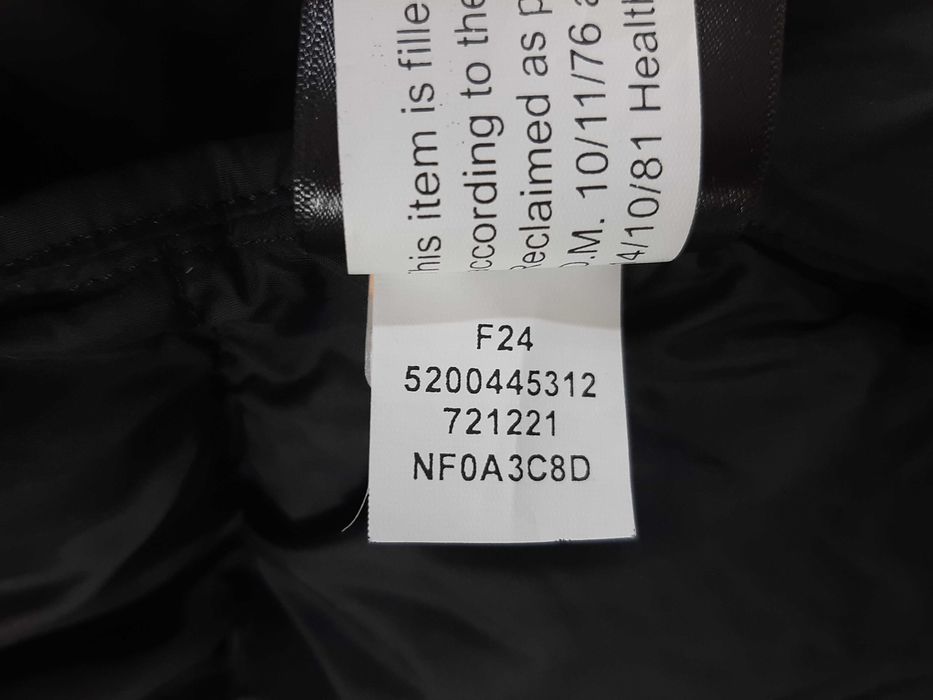 his item is fille
ccording to the
Reclaimed as p
D.M. 10/11/76 a
4/10/81 Healt
F24
5200445312
721221
NF0A3C8D